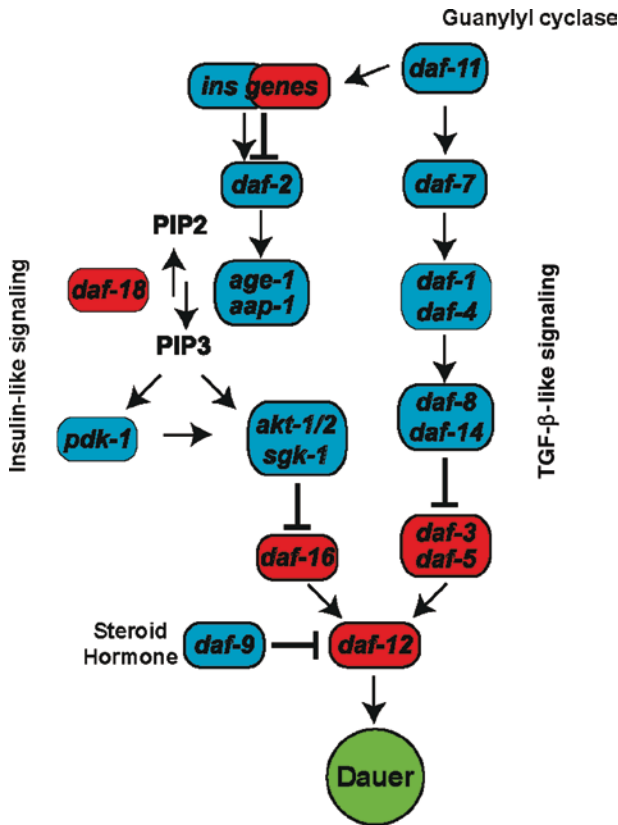 Guanylyl cyclase
ins genes
daf-11
daf-2
daf-7
PIP2
daf-18
age-1
aap-1
daf-1
daf-4
PIP3
Insulin-like signaling
TGF-β-like signaling
pdk-1
akt-1/2
sgk-1
daf-8
daf-14
daf-16
daf-3
daf-5
Steroid
Hormone
daf-9
daf-12
Dauer